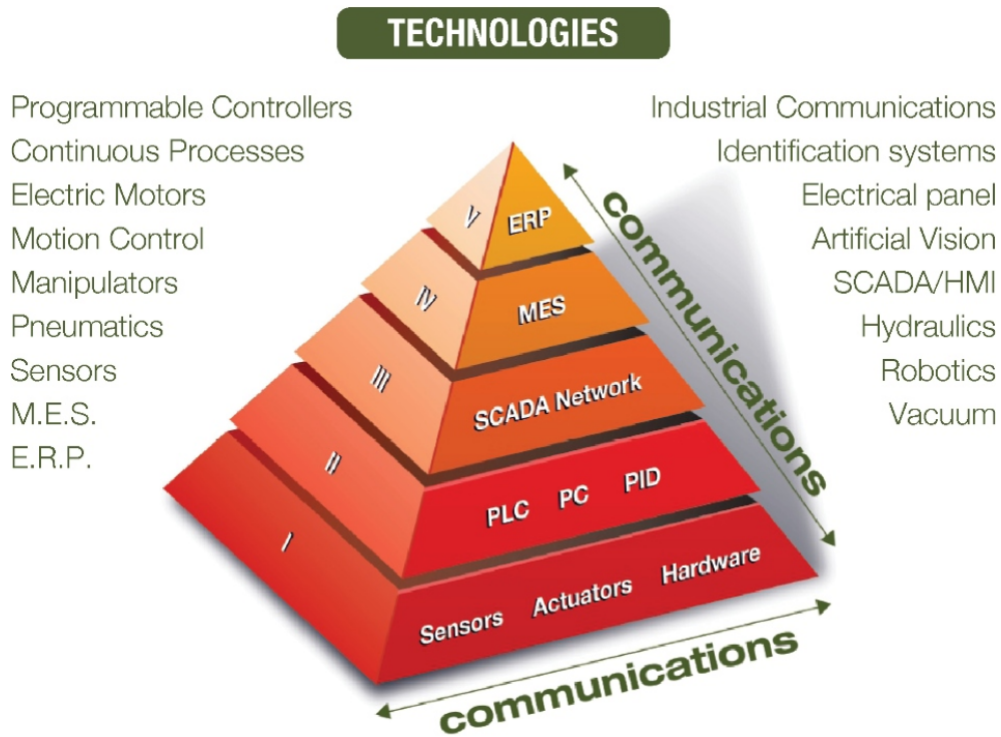 TECHNOLOGIES
Programmable Controllers
Continuous Processes
Electric Motors
Motion Control
Manipulators
Pneumatics
Sensors
M.E.S.
E.R.P.
Industrial Communications
Identification systems
Electrical panel
Artificial Vision
SCADA/HMI
Hydraulics
Robotics
Vacuum
V ERP
IV MES
III SCADA Network
II PLC PC PID
I Sensors Actuators Hardware
communications
communications